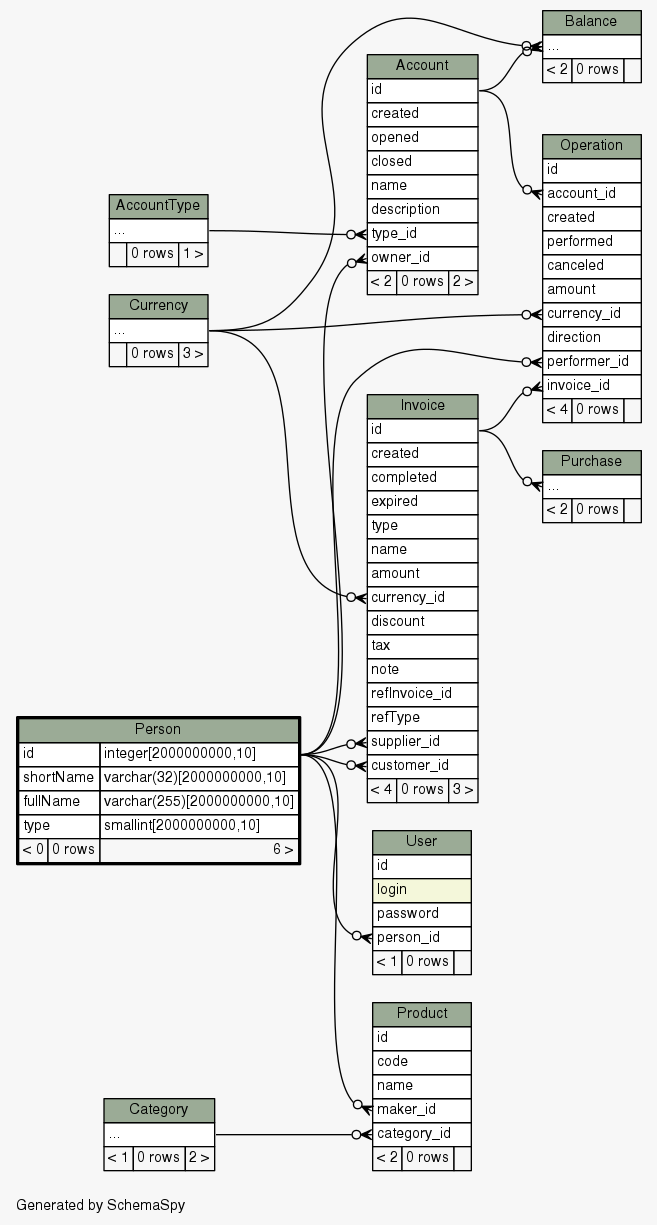 Balance
...
< 2 0 rows
Account
id
created
opened
closed
name
description
type_id
owner_id
< 2 0 rows 2 >
Operation
id
account_id
created
performed
canceled
amount
currency_id
direction
performer_id
invoice_id
< 4 0 rows
AccountType
...
0 rows 1 >
Currency
...
0 rows 3 >
Invoice
id
created
completed
expired
type
name
amount
currency_id
discount
tax
note
refInvoice_id
refType
supplier_id
customer_id
< 4 0 rows 3 >
Purchase
...
< 2 0 rows
Person
id integer[2000000000,10]
shortName varchar(32)[2000000000,10]
fullName varchar(255)[2000000000,10]
type smallint[2000000000,10]
< 0 0 rows 6 >
User
id
login
password
person_id
< 1 0 rows
Product
id
code
name
maker_id
category_id
< 2 0 rows
Category
...
< 1 0 rows 2 >
Generated by SchemaSpy